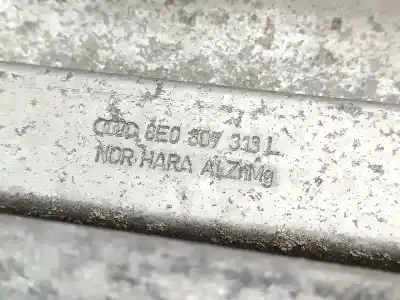 8E0 807 313 L
NOR HARA ALZnMg